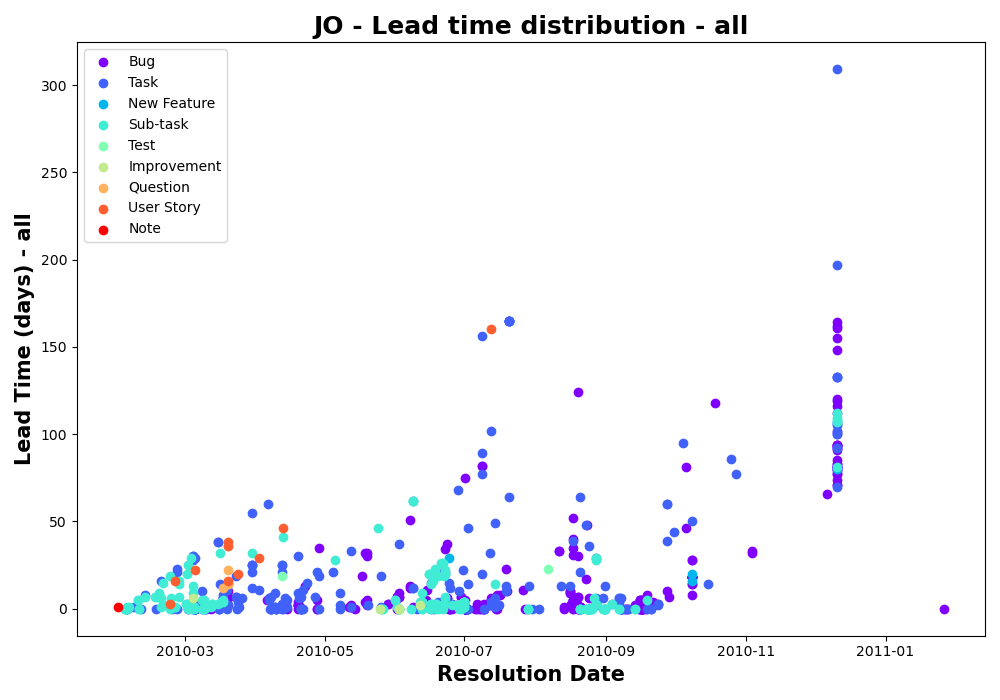 JO - Lead time distribution - all
Bug
Task
New Feature
Sub-task
Test
Improvement
Question
User Story
Note
Lead Time (days) - all
300
250
200
150
100
50
0
2010-03
2010-05
2010-07
2010-09
2010-11
2011-01
Resolution Date